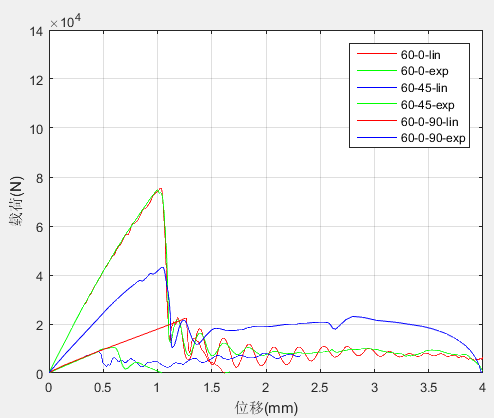 ×10⁴
14
12
10
8
6
4
2
0
载荷(N)
60-0-lin
60-0-exp
60-45-lin
60-45-exp
60-0-90-lin
60-0-90-exp
0 0.5 1 1.5 2 2.5 3 3.5 4
位移(mm)